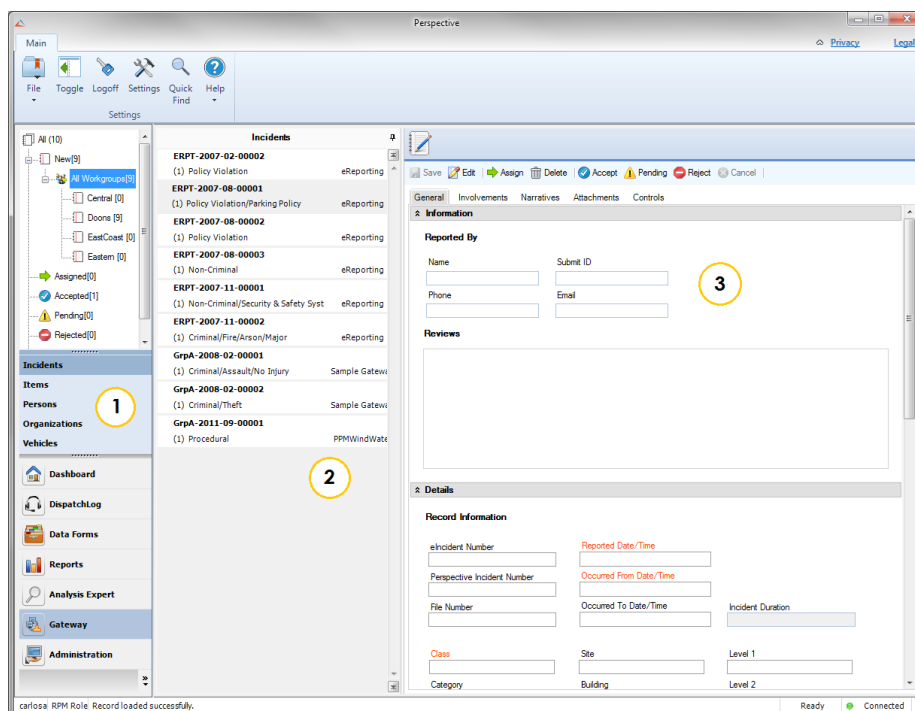 Perspective
Main
Privacy Legal
File Toggle Logoff Settings Quick Find Help
Settings
All (10)
New[9]
All Workgroups[9]
Central [0]
Doons [9]
EastCoast [0]
Eastern [0]
Assigned[0]
Accepted[1]
Pending[0]
Rejected[0]
Incidents
Items
Persons
Organizations
Vehicles
1
Dashboard
DispatchLog
Data Forms
Reports
Analysis Expert
Gateway
Administration
Incidents
ERPT-2007-02-00002
(1) Policy Violation eReporting
ERPT-2007-08-00001
(1) Policy Violation/Parking Policy eReporting
ERPT-2007-08-00002
(1) Policy Violation eReporting
ERPT-2007-08-00003
(1) Non-Criminal eReporting
ERPT-2007-11-00001
(1) Non-Criminal/Security & Safety Syst eReporting
ERPT-2007-11-00002
(1) Criminal/Fire/Arson/Major eReporting
GrpA-2008-02-00001
(1) Criminal/Assault/No Injury Sample Gatewa
GrpA-2008-02-00002
(1) Criminal/Theft Sample Gatewa
GrpA-2011-09-00001
(1) Procedural PPMWindWate
2
Save Edit Assign Delete Accept Pending Reject Cancel
General Involvements Narratives Attachments Controls
Information
Reported By
Name Submit ID
3
Phone Email
Reviews
Details
Record Information
eIncident Number Reported Date/Time
Perspective Incident Number Occurred From Date/Time
File Number Occurred To Date/Time Incident Duration
Class Site Level 1
Category Building Level 2
carlosa RPM Role Record loaded successfully. Ready Connected